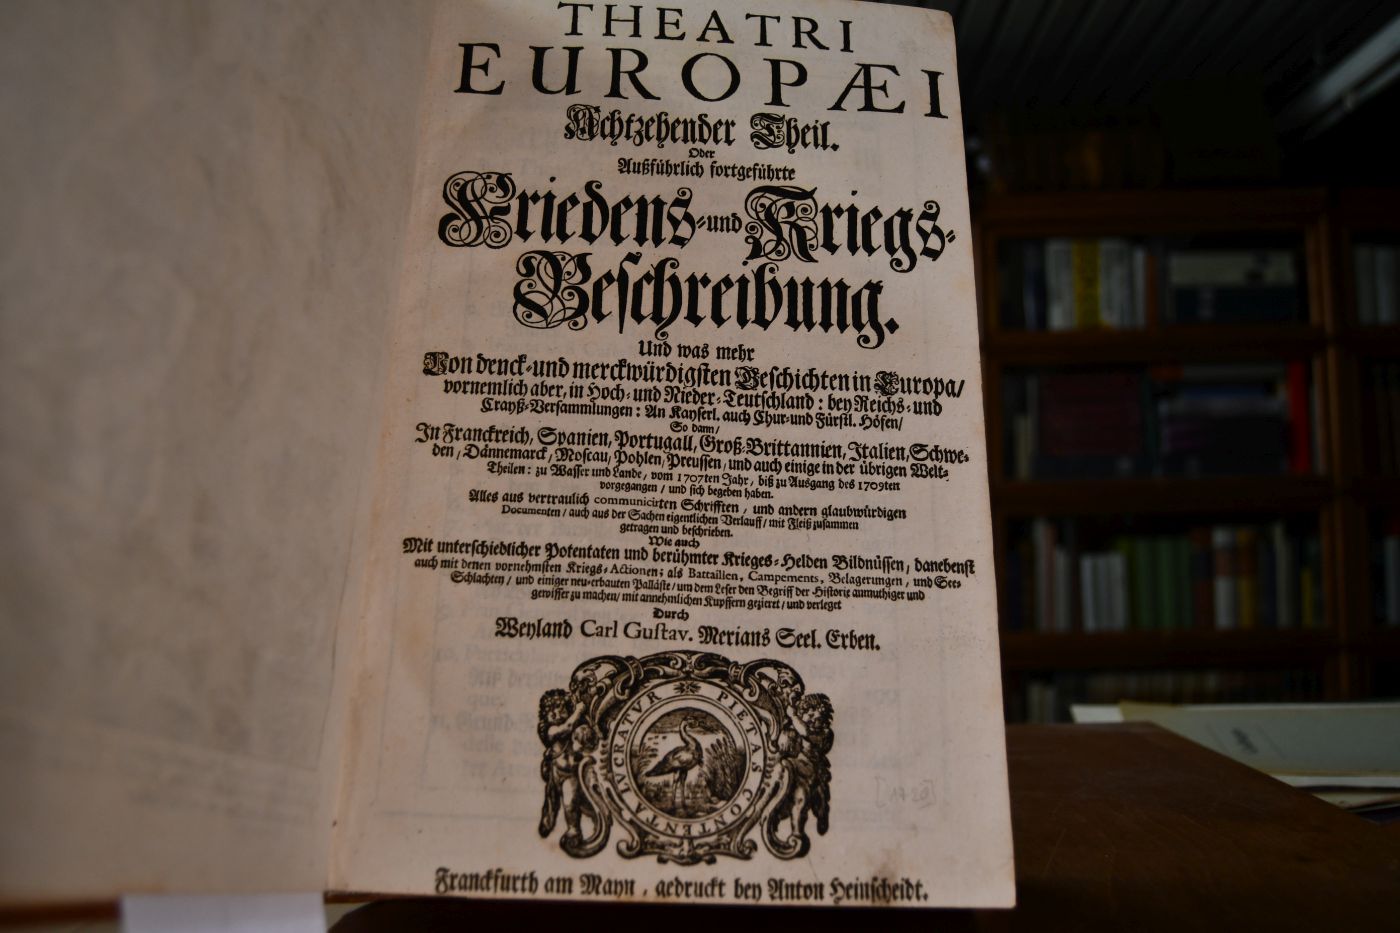 THEATRI
EUROPÆI
Achtzehender Theil.
Oder
Außführlich fortgeführte
Friedens- und Kriegs-
Beschreibung.
Und was mehr
Von denck- und merckwürdigsten Geschichten in Europa/
vornemlich aber, in Hoch- und Nieder-Teutschland: bey Reichs- und
Crayß-Versammlungen: An Kayserl. auch Chur- und Fürstl. Höfen/
So dann/
In Franckreich, Spanien, Portugall, Groß-Brittannien, Italien, Schwe-
den, Dännemarck, Moscau, Pohlen, Preussen, und auch einige in der übrigen Welt-
Theilen: zu Wasser und Lande, vom 1707ten Jahr, biß zu Ausgang des 1709ten
vorgegangen / und sich begeben haben.
Alles aus vertraulich communicirten Schrifften, und andern glaubwürdigen
Documenten / auch aus der Sachen eigentlichen Verlauff / mit Fleiß zusammen
getragen und beschrieben.
Wie auch
Mit unterschiedlicher Potentaten und berühmter Krieges-Helden Bildnüssen, danebenst
auch mit denen vornehmsten Kriegs-Actionen; als Battailien, Campements, Belagerungen, und See-
Schlachten / und einiger neu-erbauten Palläste / um dem Leser den Begriff der Historie anmuthiger und
gewisser zu machen / mit annehmlichen Kupffern gezieret / und verleget
Durch
Weyland Carl Gustav. Merians Seel. Erben.
PIETAS CONTENTA LUCRATVR
[1720]
Franckfurth am Mayn, gedruckt bey Anton Heinscheidt.